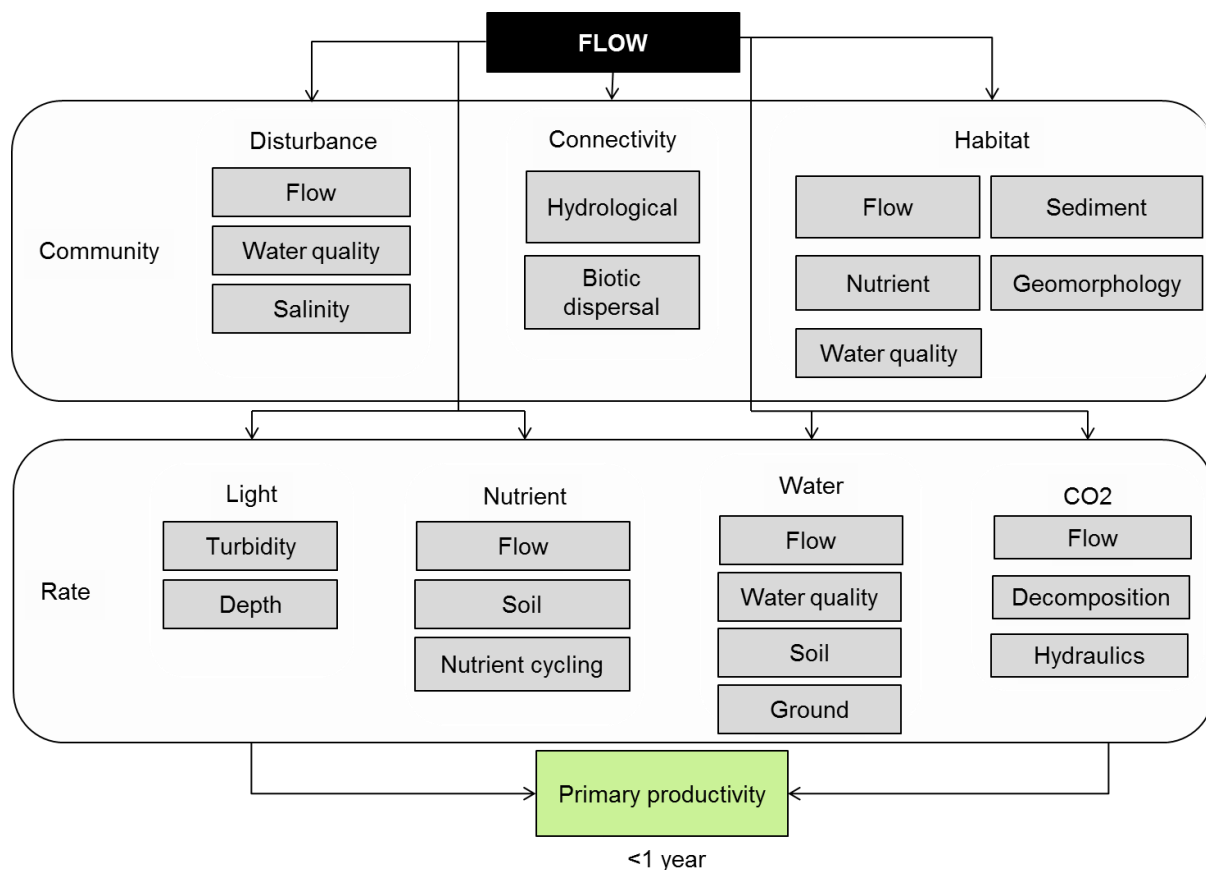 FLOW
Community
Disturbance
Flow
Water quality
Salinity
Connectivity
Hydrological
Biotic
dispersal
Habitat
Flow
Sediment
Nutrient
Geomorphology
Water quality
Rate
Light
Turbidity
Depth
Nutrient
Flow
Soil
Nutrient cycling
Water
Flow
Water quality
Soil
Ground
CO2
Flow
Decomposition
Hydraulics
Primary productivity
<1 year